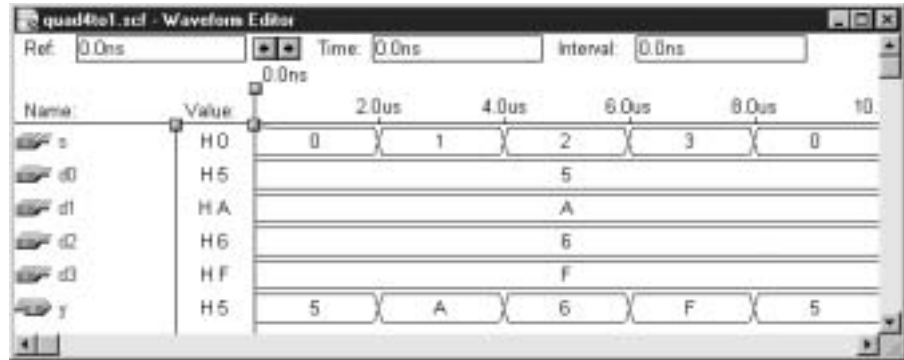 quad4to1.scf - Waveform Editor
Ref: 0.0ns Time: 0.0ns Interval: 0.0ns
0.0ns
Name: Value: 2.0us 4.0us 6.0us 8.0us 10.
s H 0 0 1 2 3 0
d0 H 5 5
d1 H A A
d2 H 6 6
d3 H F F
y H 5 5 A 6 F 5